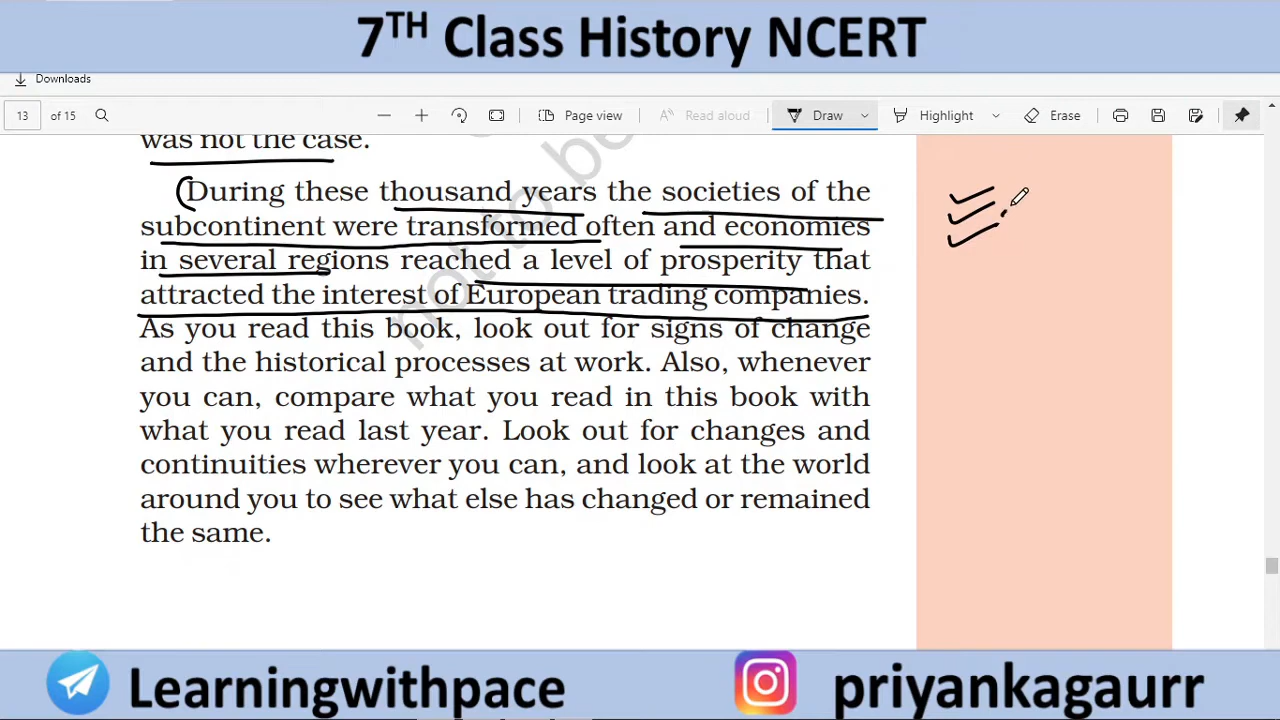 7TH Class History NCERT
Downloads
13 of 15 Page view Read aloud Draw Highlight Erase
was not the case.
During these thousand years the societies of the
subcontinent were transformed often and economies
in several regions reached a level of prosperity that
attracted the interest of European trading companies.
As you read this book, look out for signs of change
and the historical processes at work. Also, whenever
you can, compare what you read in this book with
what you read last year. Look out for changes and
continuities wherever you can, and look at the world
around you to see what else has changed or remained
the same.
not to be
Learningwithpace priyankagaurr